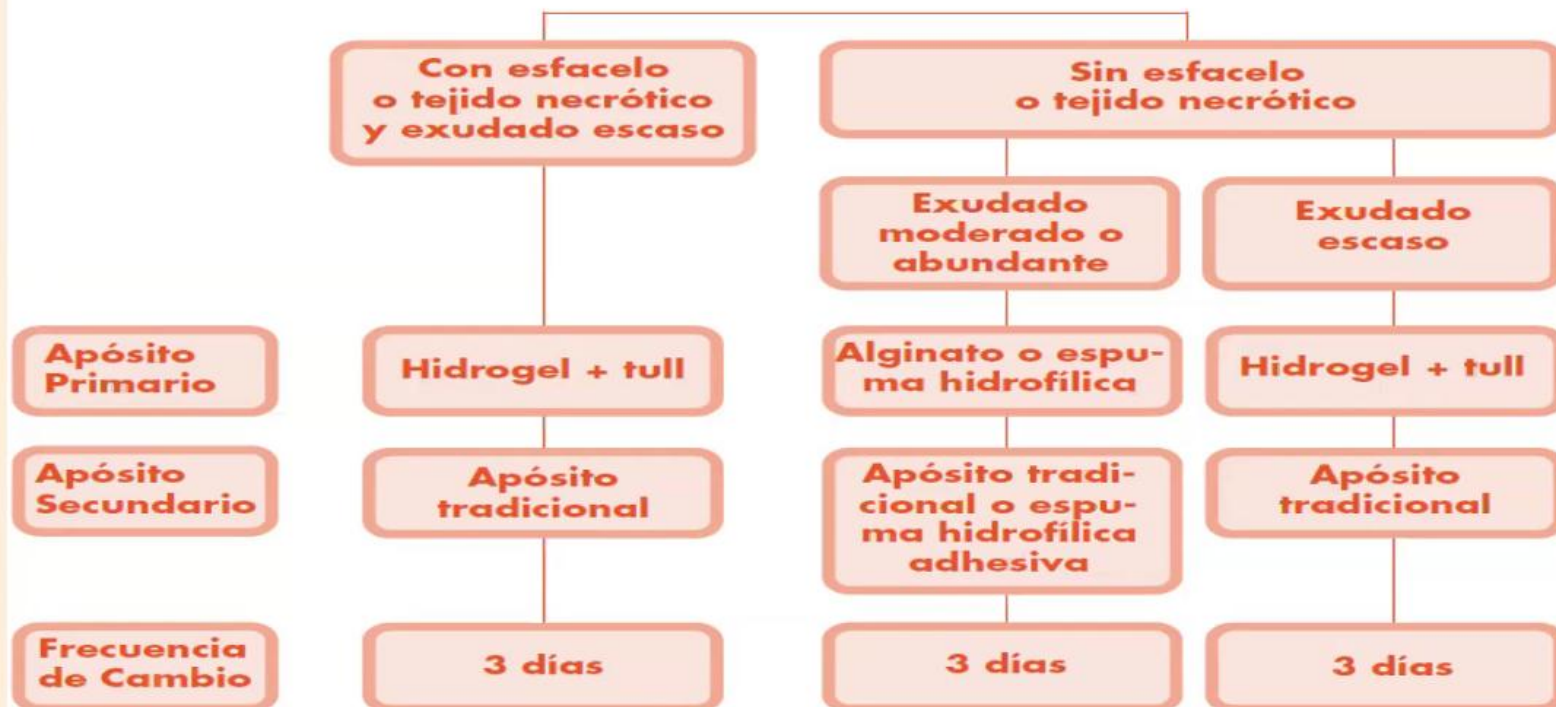 Con esfacelo
o tejido necrótico
y exudado escaso
Sin esfacelo
o tejido necrótico
Exudado
moderado o
abundante
Exudado
escaso
Apósito
Primario
Hidrogel + tull
Alginato o espu-
ma hidrofílica
Hidrogel + tull
Apósito
Secundario
Apósito
tradicional
Apósito tradi-
cional o espu-
ma hidrofílica
adhesiva
Apósito
tradicional
Frecuencia
de Cambio
3 días
3 días
3 días